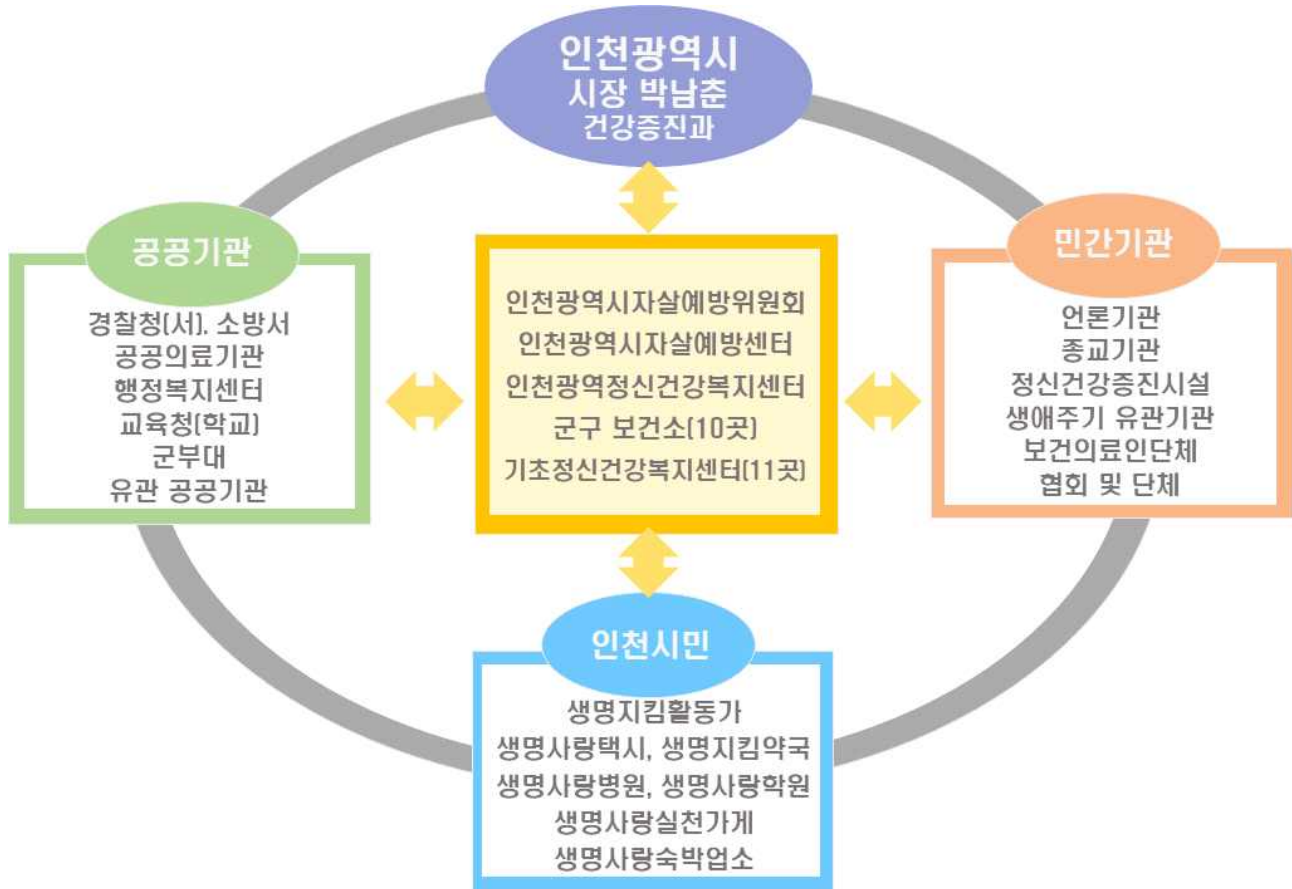 인천광역시
시장 박남춘
건강증진과
공공기관
경찰청(서). 소방서
공공의료기관
행정복지센터
교육청(학교)
군부대
유관 공공기관
인천광역시자살예방위원회
인천광역시자살예방센터
인천광역정신건강복지센터
군구 보건소(10곳)
기초정신건강복지센터(11곳)
민간기관
언론기관
종교기관
정신건강증진시설
생애주기 유관기관
보건의료인단체
협회 및 단체
인천시민
생명지킴활동가
생명사랑택시, 생명지킴약국
생명사랑병원, 생명사랑학원
생명사랑실천가게
생명사랑숙박업소